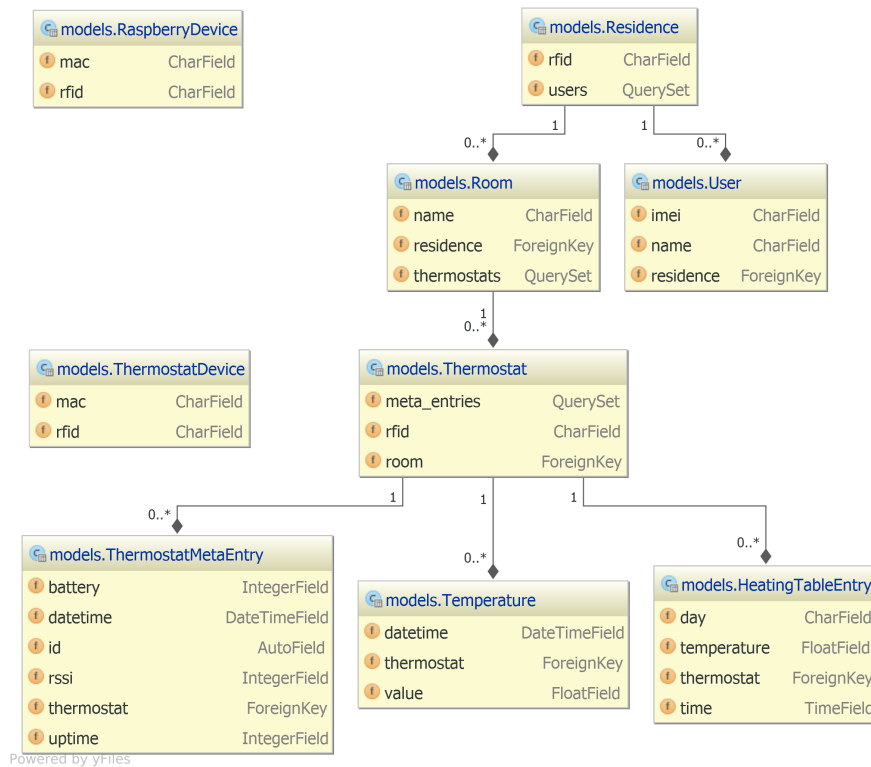 models.RaspberryDevice
mac CharField
rfid CharField
models.Residence
rfid CharField
users QuerySet
1 1
0..* 0..*
models.Room
name CharField
residence ForeignKey
thermostats QuerySet
models.User
imei CharField
name CharField
residence ForeignKey
1
0..*
models.ThermostatDevice
mac CharField
rfid CharField
models.Thermostat
meta_entries QuerySet
rfid CharField
room ForeignKey
1 1 1
0..* 0..* 0..*
models.ThermostatMetaEntry
battery IntegerField
datetime DateTimeField
id AutoField
rssi IntegerField
thermostat ForeignKey
uptime IntegerField
models.Temperature
datetime DateTimeField
thermostat ForeignKey
value FloatField
models.HeatingTableEntry
day CharField
temperature FloatField
thermostat ForeignKey
time TimeField
Powered by yFiles